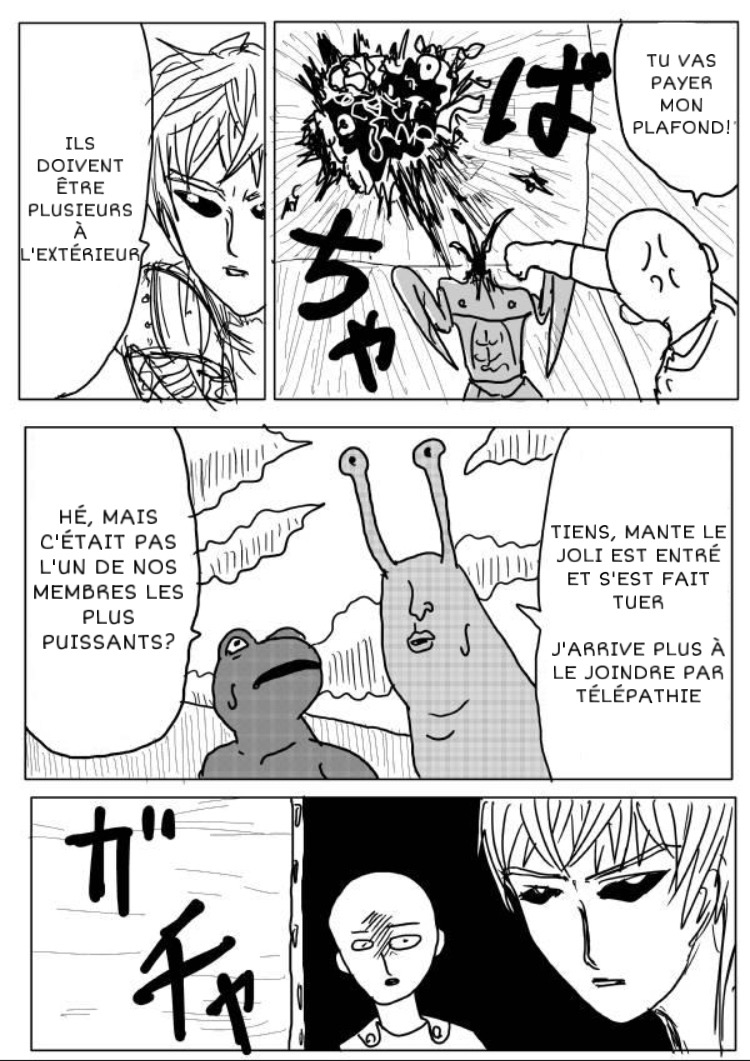 TU VAS
PAYER
MON
PLAFOND!
ば
ちゃ
ILS
DOIVENT
ÊTRE
PLUSIEURS
À
L'EXTÉRIEUR
TIENS, MANTE LE
JOLI EST ENTRÉ
ET S'EST FAIT
TUER
J'ARRIVE PLUS À
LE JOINDRE PAR
TÉLÉPATHIE
HÉ, MAIS
C'ÉTAIT PAS
L'UN DE NOS
MEMBRES LES
PLUS
PUISSANTS?
ガチャ